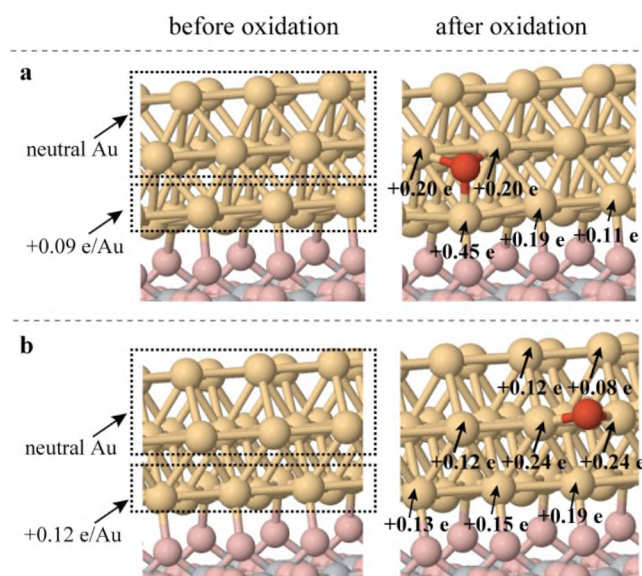 before oxidation after oxidation
a
neutral Au
+0.09 e/Au
+0.20 e +0.20 e
+0.45 e +0.19 e +0.11 e
b
neutral Au
+0.12 e/Au
+0.12 e +0.08 e
+0.12 e +0.24 e +0.24 e
+0.13 e +0.15 e +0.19 e